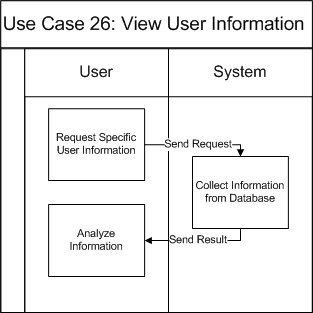 Use Case 26: View User Information
User
System
Request Specific
User Information
Send Request
Collect Information
from Database
Analyze
Information
Send Result